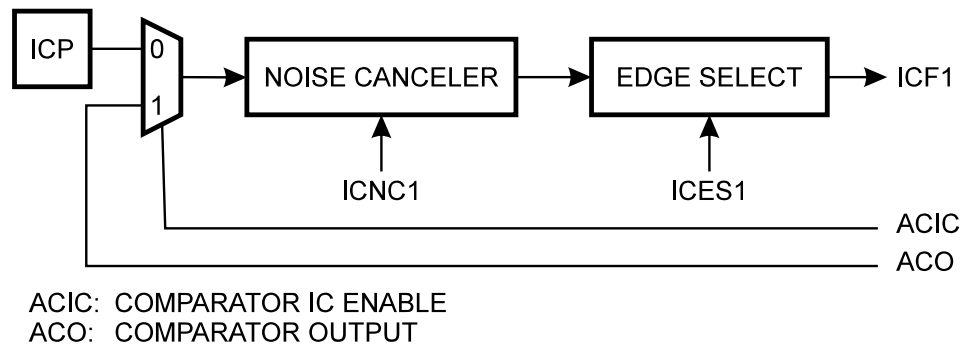 ICP
0
1
NOISE CANCELER
EDGE SELECT
ICF1
ICNC1
ICES1
ACIC
ACO
ACIC: COMPARATOR IC ENABLE
ACO: COMPARATOR OUTPUT